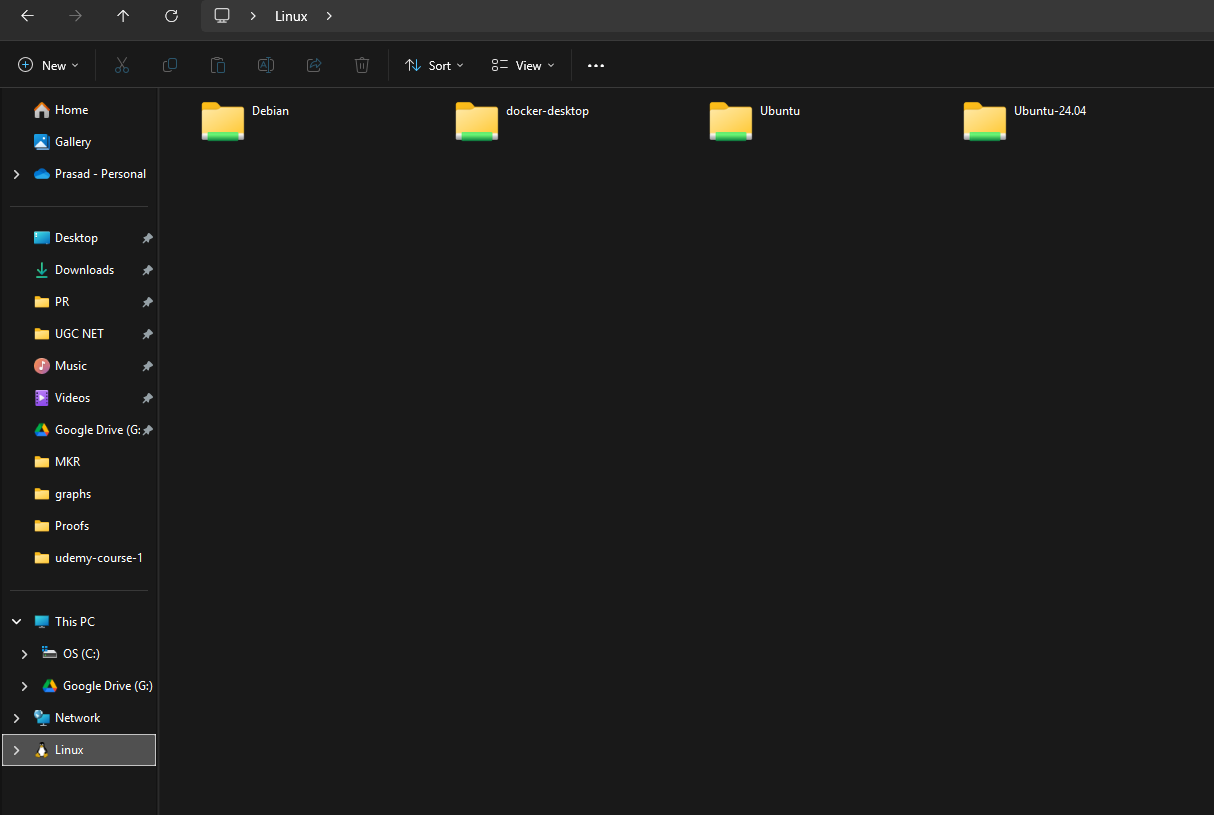 Linux
New
Sort
View
Home
Gallery
Prasad - Personal
Desktop
Downloads
PR
UGC NET
Music
Videos
Google Drive (G:
MKR
graphs
Proofs
udemy-course-1
This PC
OS (C:)
Google Drive (G:)
Network
Linux
Debian
docker-desktop
Ubuntu
Ubuntu-24.04